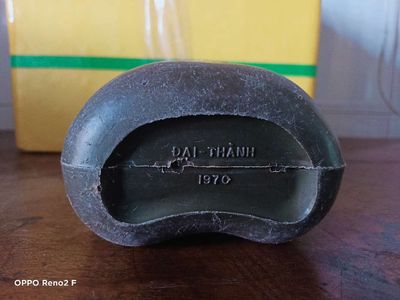 ĐẠI-THÀNH
1970
OPPO Reno2 F